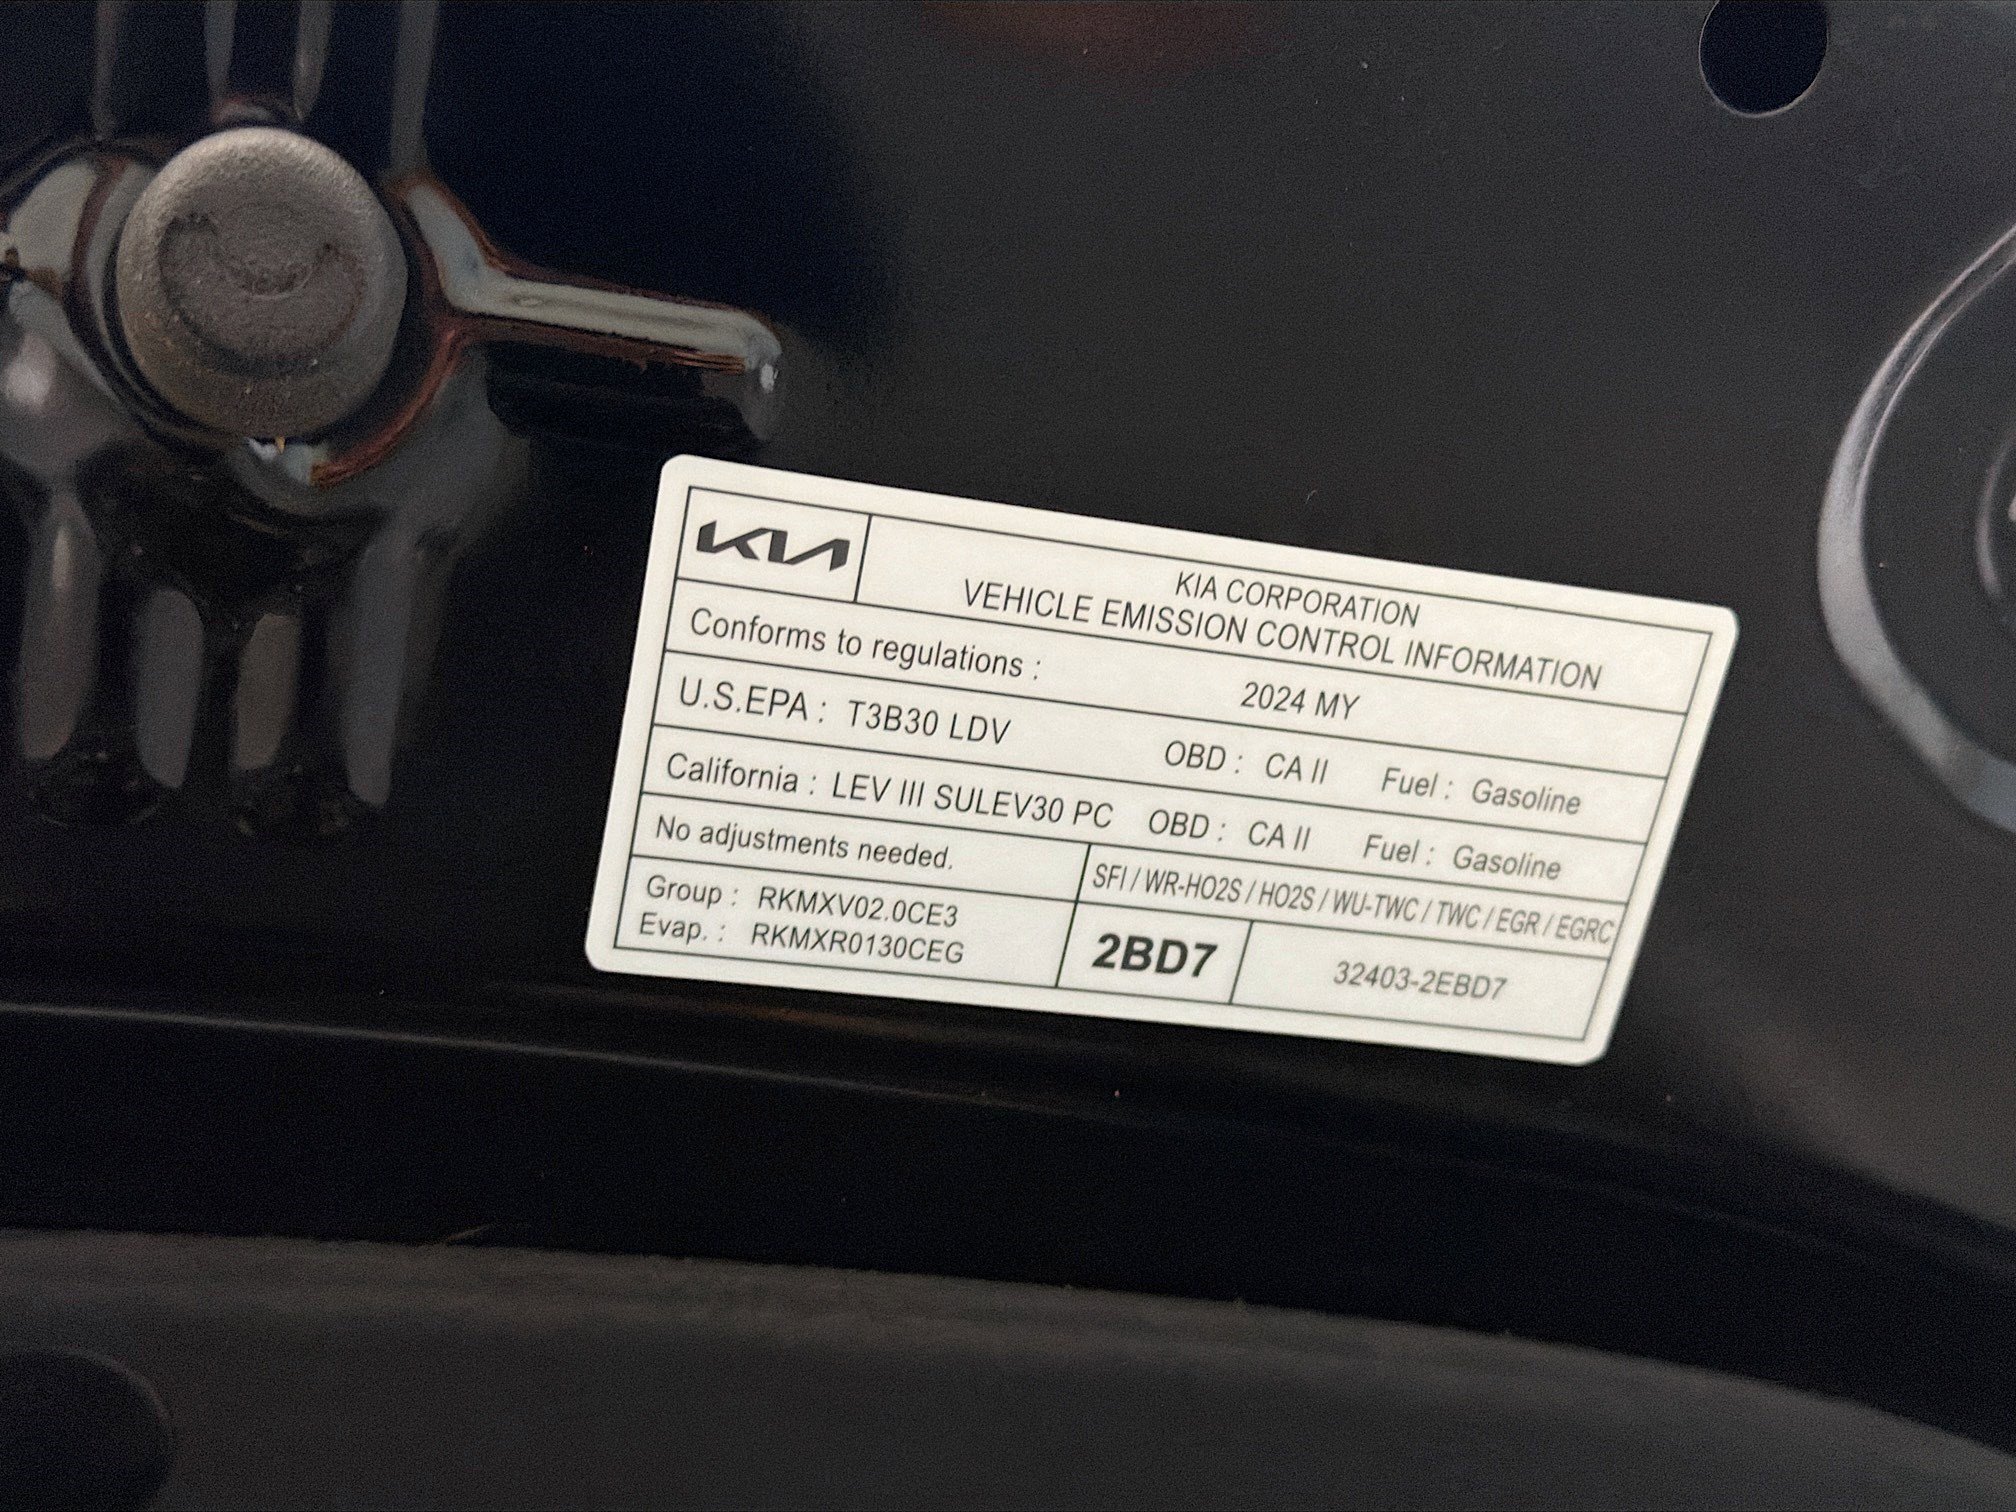 KIA
KIA CORPORATION
VEHICLE EMISSION CONTROL INFORMATION
Conforms to regulations : 2024 MY
U.S.EPA : T3B30 LDV OBD : CA II Fuel : Gasoline
California : LEV III SULEV30 PC OBD : CA II Fuel : Gasoline
No adjustments needed. SFI / WR-HO2S / HO2S / WU-TWC / TWC / EGR / EGRC
Group : RKMXV02.0CE3
Evap. : RKMXR0130CEG
2BD7 32403-2EBD7